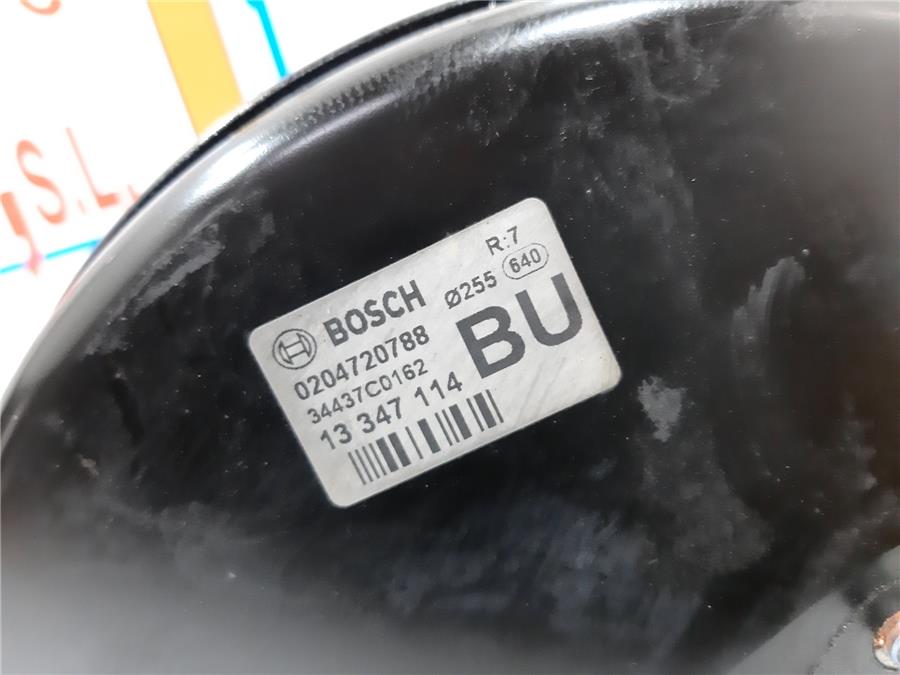 S.L.
BOSCH
R:7
Ø255 640
0204720788
BU
34437C0162
13 347 114